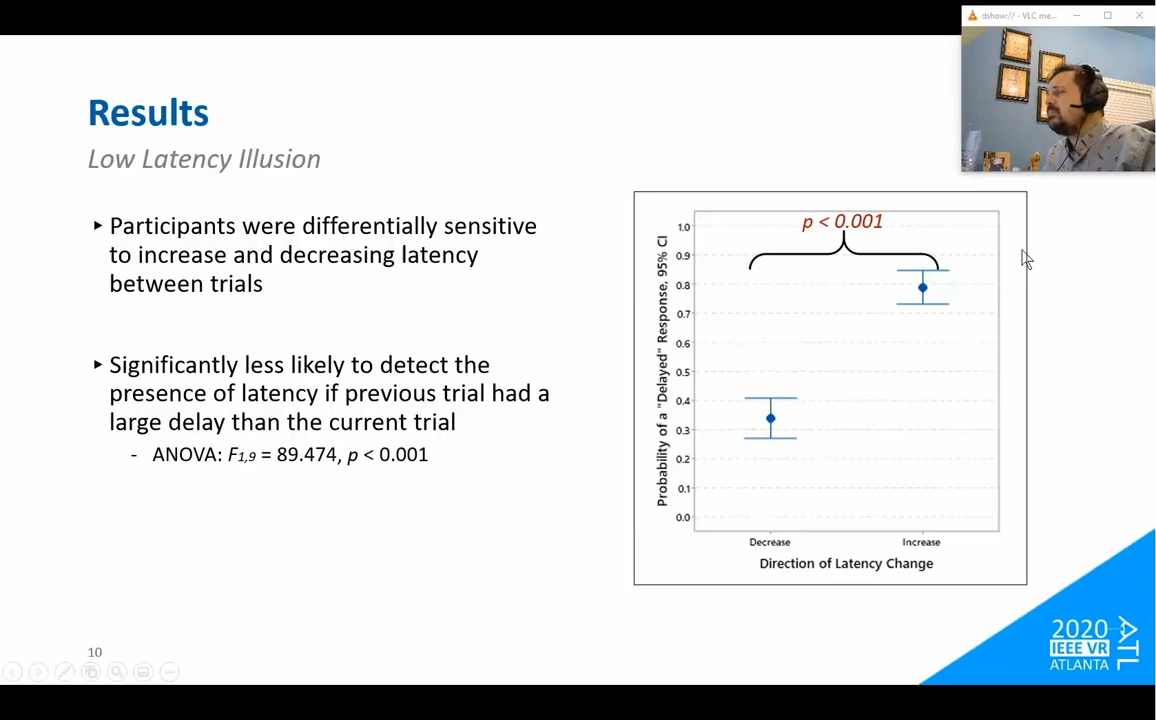 dshow:// - VLC me...
Results
Low Latency Illusion
‣ Participants were differentially sensitive
to increase and decreasing latency
between trials
‣ Significantly less likely to detect the
presence of latency if previous trial had a
large delay than the current trial
- ANOVA: F1,9 = 89.474, p < 0.001
p < 0.001
Probability of a "Delayed" Response, 95% CI
1.0
0.9
0.8
0.7
0.6
0.5
0.4
0.3
0.2
0.1
0.0
Decrease Increase
Direction of Latency Change
10
2020
IEEE VR
ATLANTA
ATL